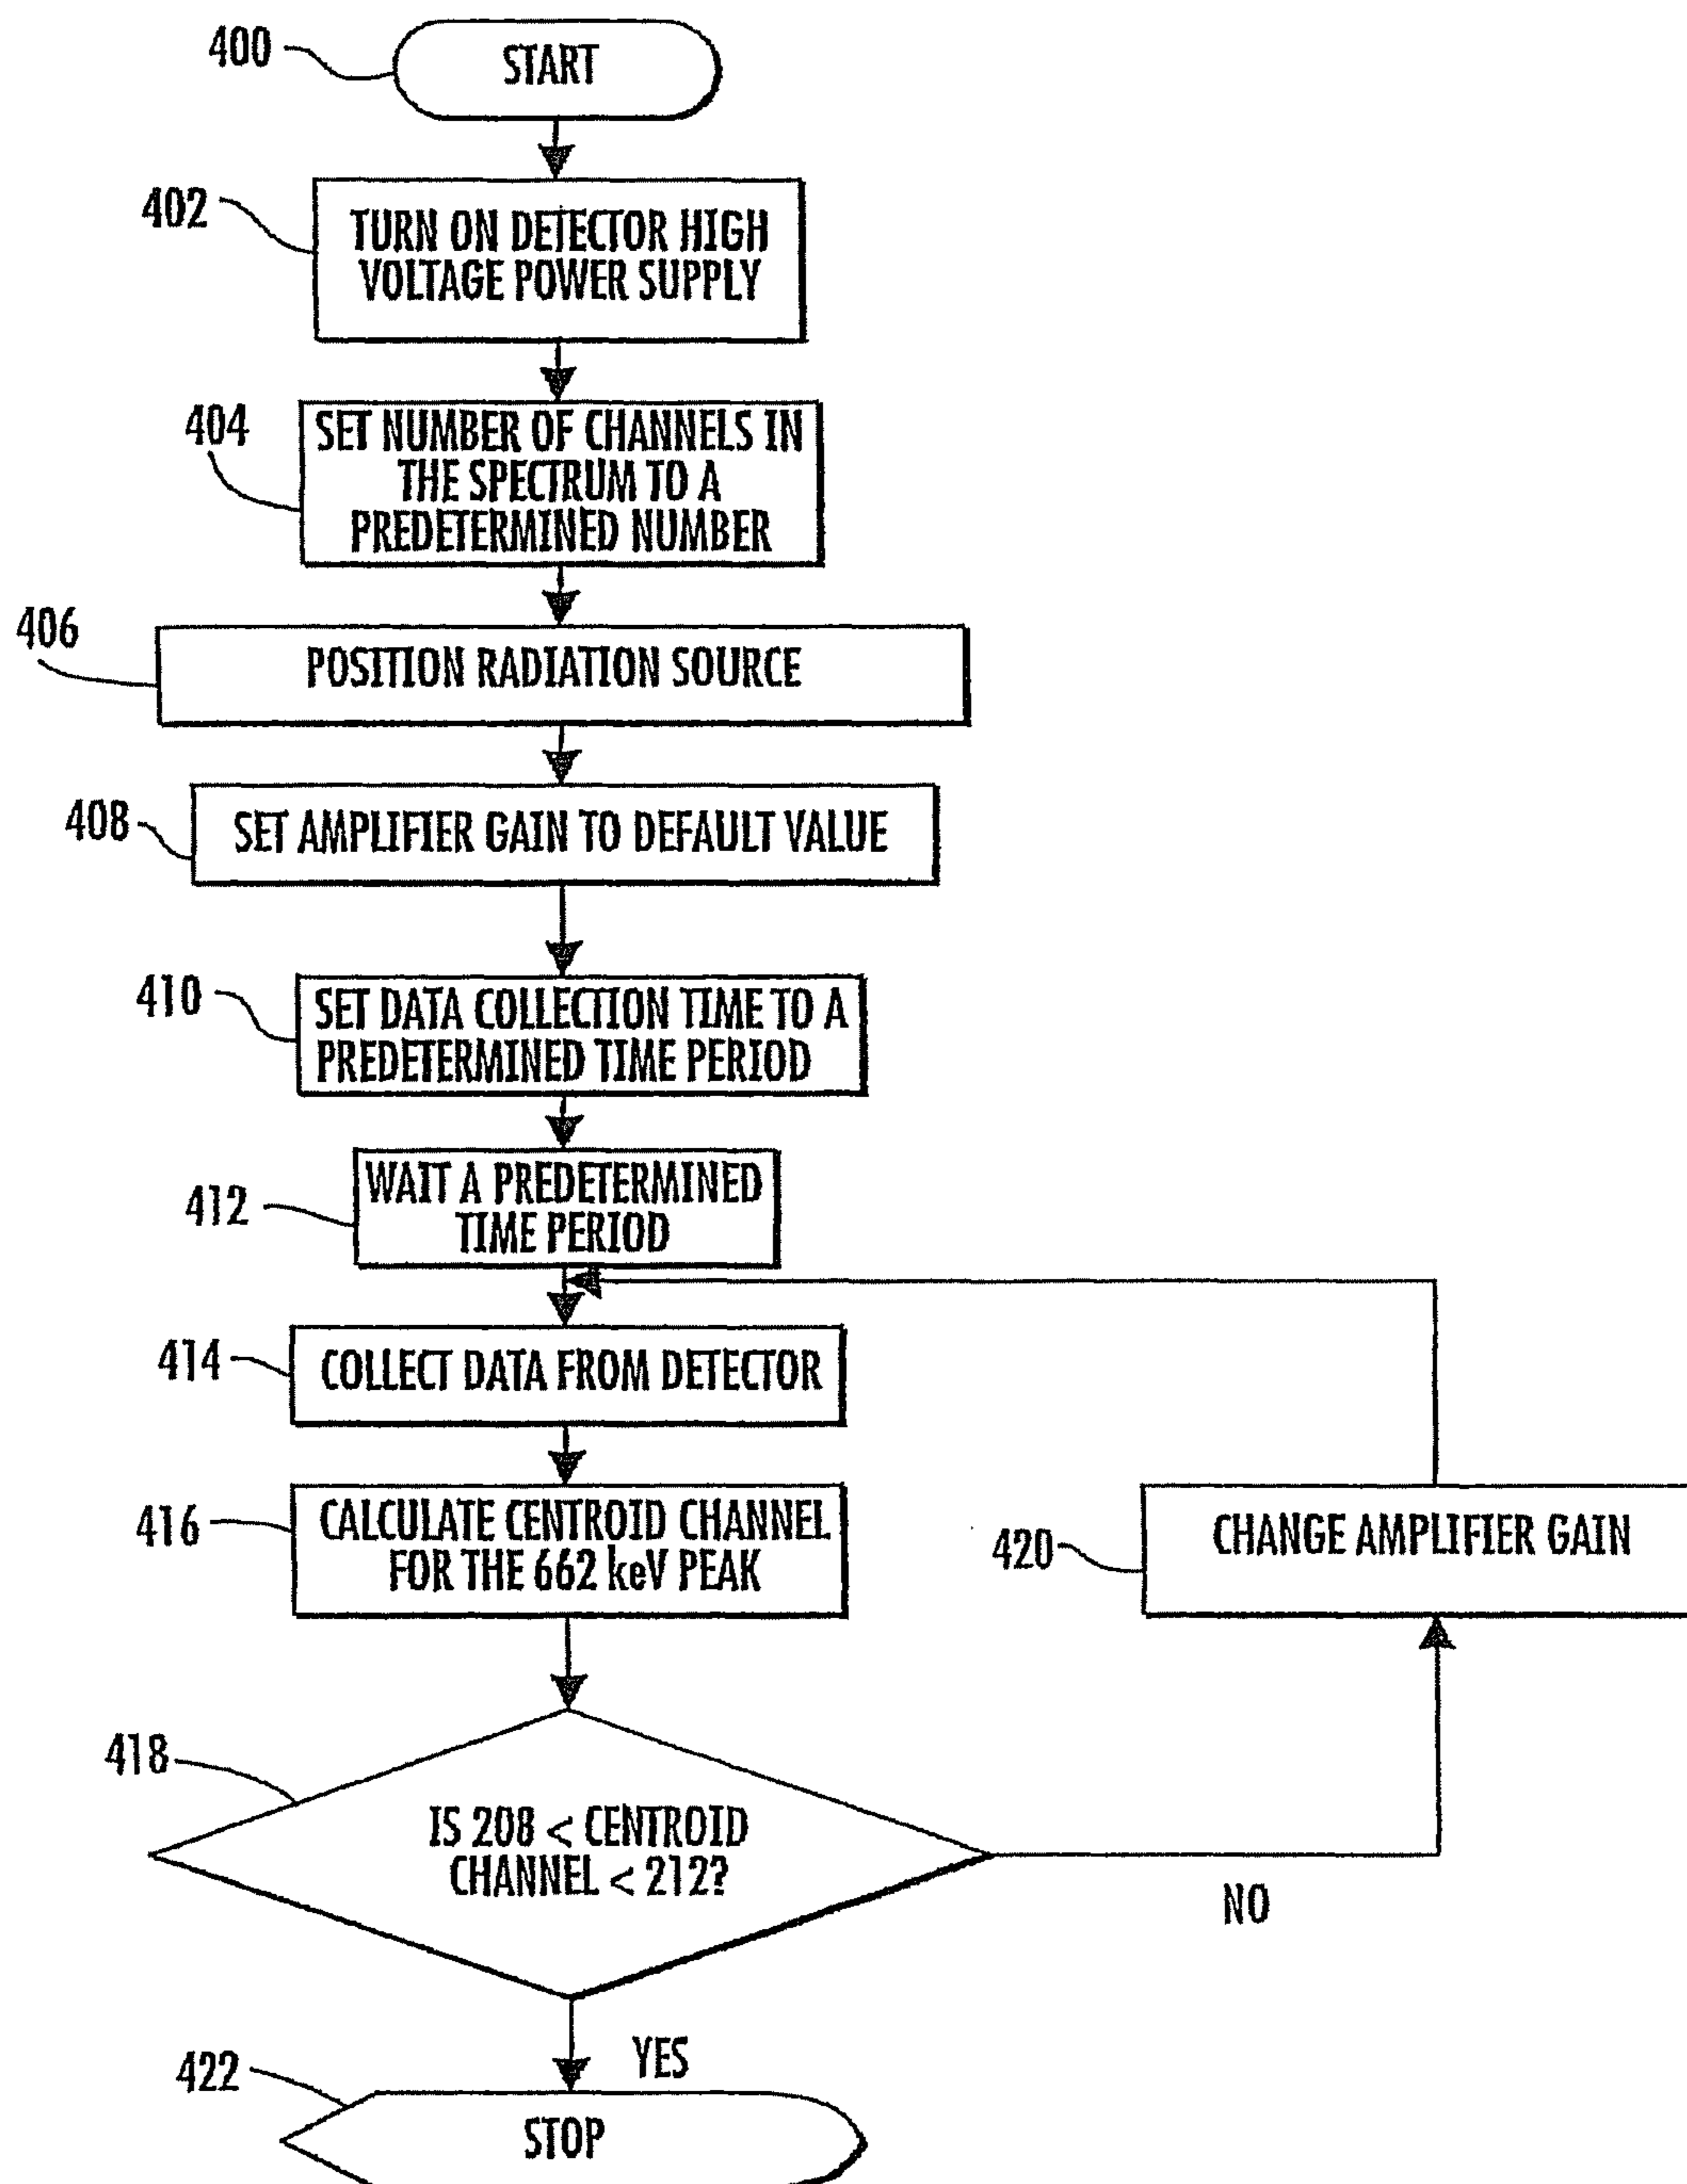 400
START
402
TURN ON DETECTOR HIGH
VOLTAGE POWER SUPPLY
404
SET NUMBER OF CHANNELS IN
THE SPECTRUM TO A
PREDETERMINED NUMBER
406
POSITION RADIATION SOURCE
408
SET AMPLIFIER GAIN TO DEFAULT VALUE
410
SET DATA COLLECTION TIME TO A
PREDETERMINED TIME PERIOD
412
WAIT A PREDETERMINED
TIME PERIOD
414
COLLECT DATA FROM DETECTOR
416
CALCULATE CENTROID CHANNEL
FOR THE 662 keV PEAK
420
CHANGE AMPLIFIER GAIN
418
IS 208 < CENTROID
CHANNEL < 212?
NO
YES
422
STOP